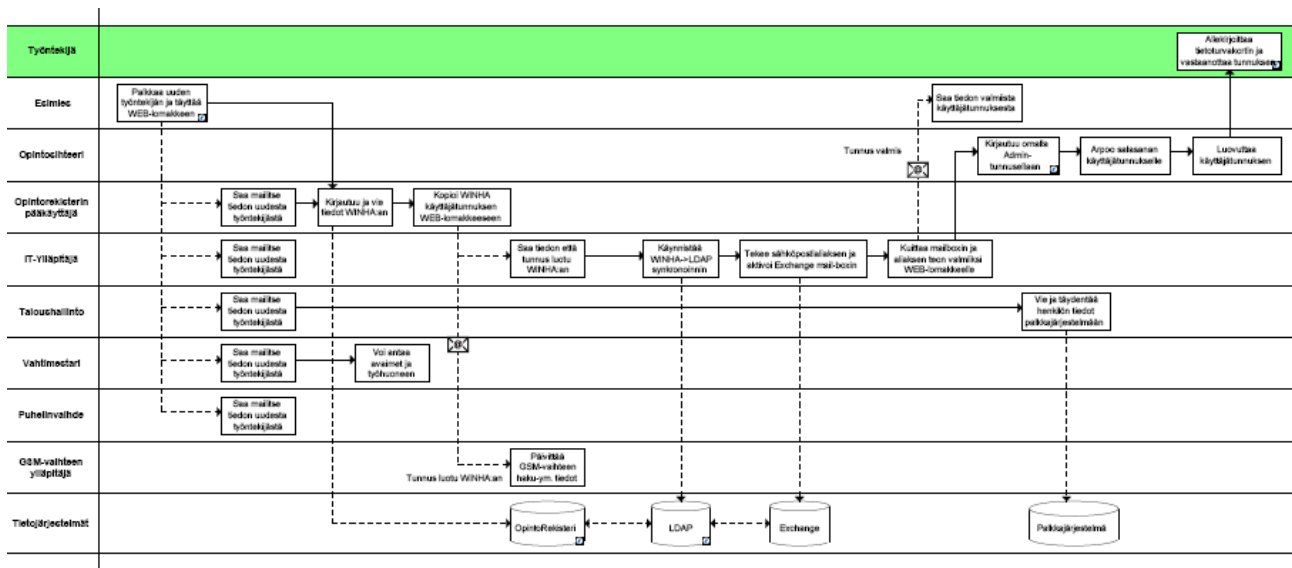 Työntekijä
Allekirjoittaa
tietoturvakortin ja
vastaanottaa tunnuksen
Esimies
Palkkaa uuden
työntekijän ja täyttää
WEB-lomakkeen
Saa tiedon valmiista
käyttäjätunnuksesta
Opintosihteeri
Tunnus valmis
Kirjautuu omalla
Admin-
tunnusellaan
Arpoo salasanan
käyttäjätunnukselle
Luovuttaa
käyttäjätunnuksen
Opintorekisterin
pääkäyttäjä
Saa mailitse
tiedon uudesta
työntekijästä
Kirjautuu ja vie
tiedot WINHA:an
Kopioi WINHA
käyttäjätunnuksen
WEB-lomakkeeseen
IT-Ylläpitäjä
Saa mailitse
tiedon uudesta
työntekijästä
Saa tiedon että
tunnus luotu
WINHA:an
Käynnistää
WINHA->LDAP
synkronoinnin
Tekee sähköpostialiaksen ja
aktivoi Exchange mail-boxin
Kuittaa mailboxin ja
aliaksen teon valmiiksi
WEB-lomakkeelle
Taloushallinto
Saa mailitse
tiedon uudesta
työntekijästä
Vie ja täydentää
henkilön tiedot
palkkajärjestelmään
Vahtimestari
Saa mailitse
tiedon uudesta
työntekijästä
Voi antaa
avaimet ja
työhuoneen
Puhelinvaihde
Saa mailitse
tiedon uudesta
työntekijästä
GSM-vaihteen
ylläpitäjä
Tunnus luotu WINHA:an
Päivittää
GSM-vaihteen
haku-ym. tiedot
Tietojärjestelmät
OpintoRekisteri
LDAP
Exchange
Palkkajärjestelmä